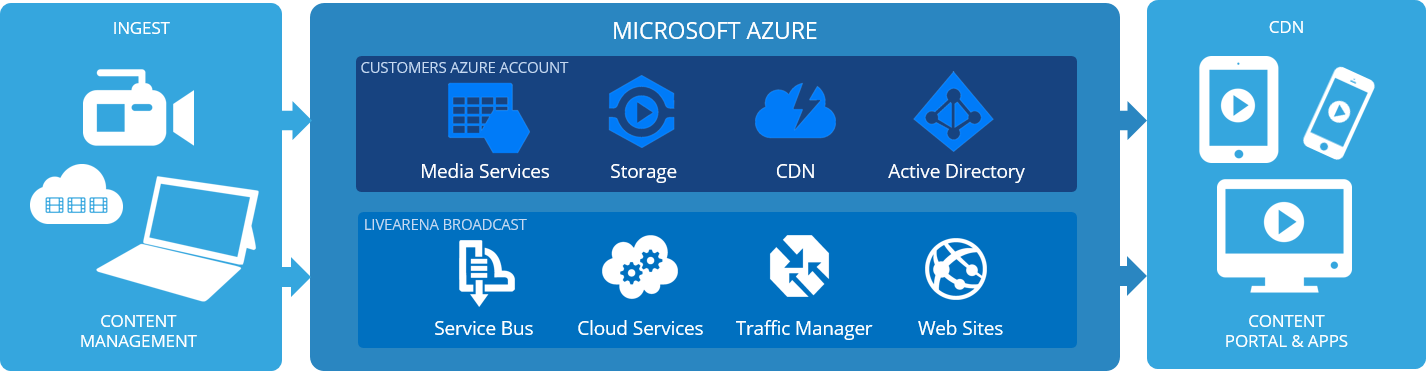 INGEST
CONTENT
MANAGEMENT
MICROSOFT AZURE
CUSTOMERS AZURE ACCOUNT
Media Services
Storage
CDN
Active Directory
LIVEARENA BROADCAST
Service Bus
Cloud Services
Traffic Manager
Web Sites
CDN
CONTENT
PORTAL & APPS